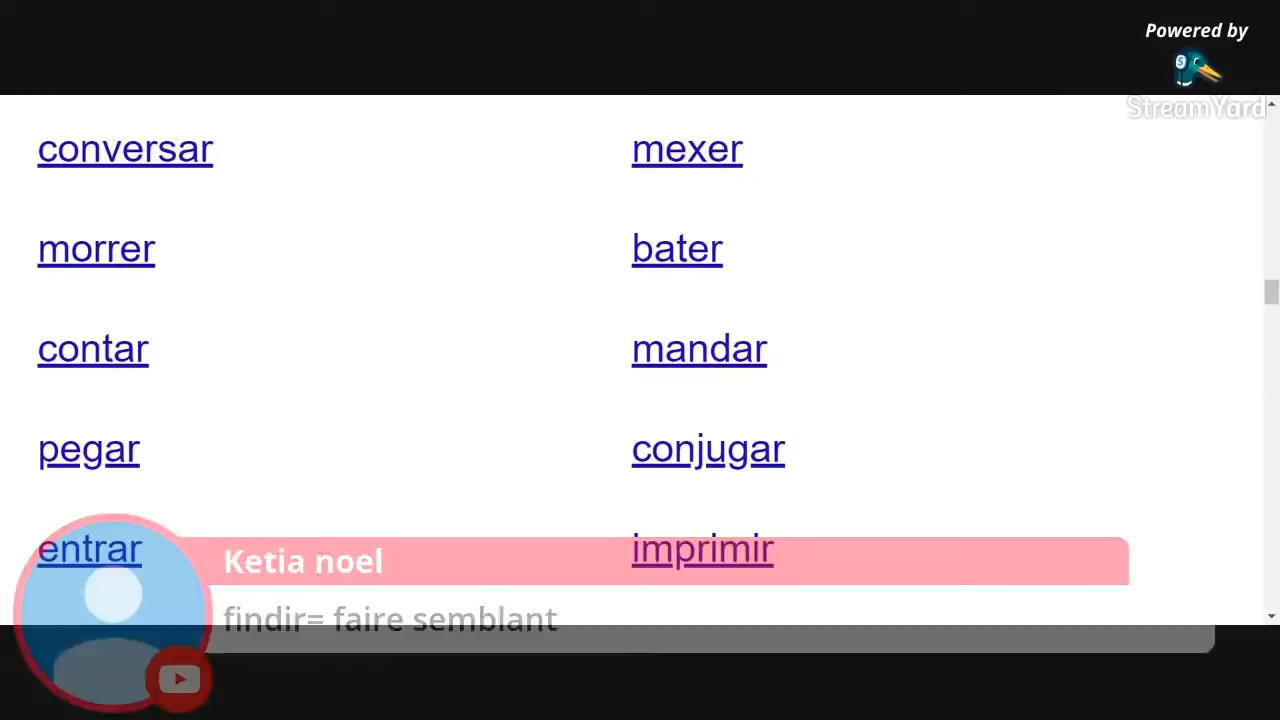 Powered by
StreamYard
conversar mexer
morrer bater
contar mandar
pegar conjugar
entrar imprimir
Ketia noel
findir= faire semblant